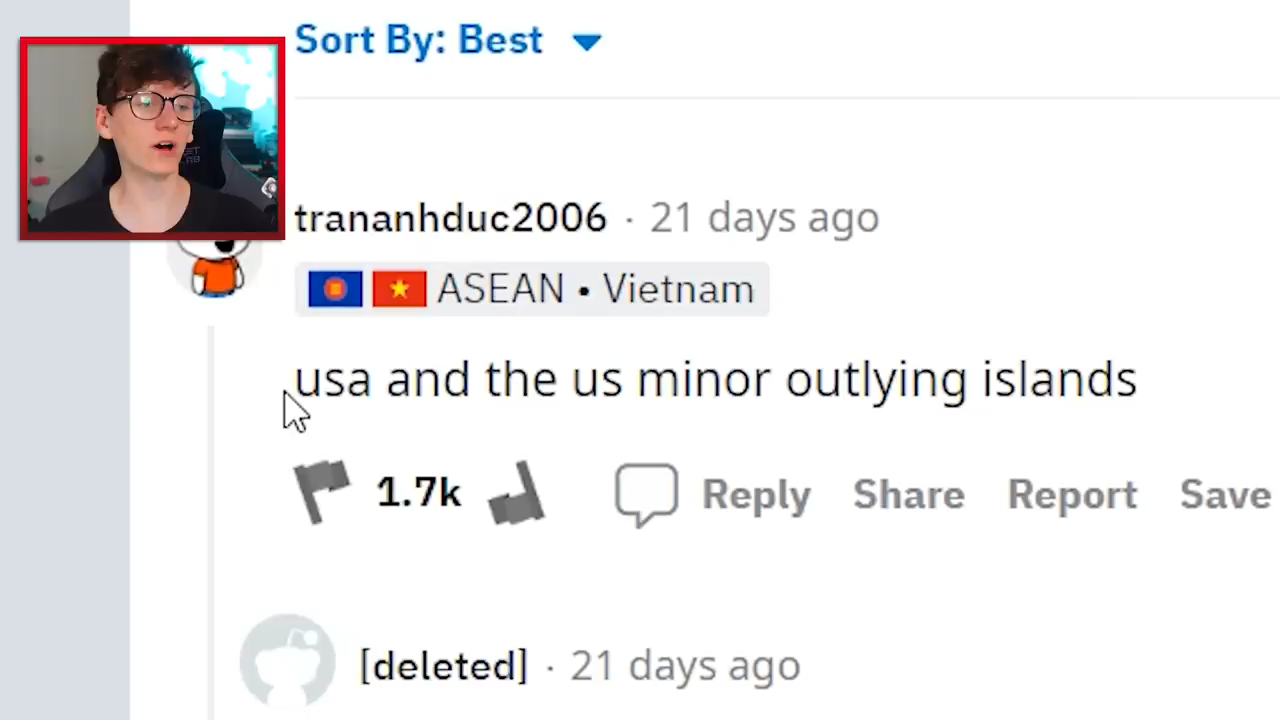 Sort By: Best
trananhduc2006 · 21 days ago
ASEAN • Vietnam
usa and the us minor outlying islands
1.7k Reply Share Report Save
[deleted] · 21 days ago